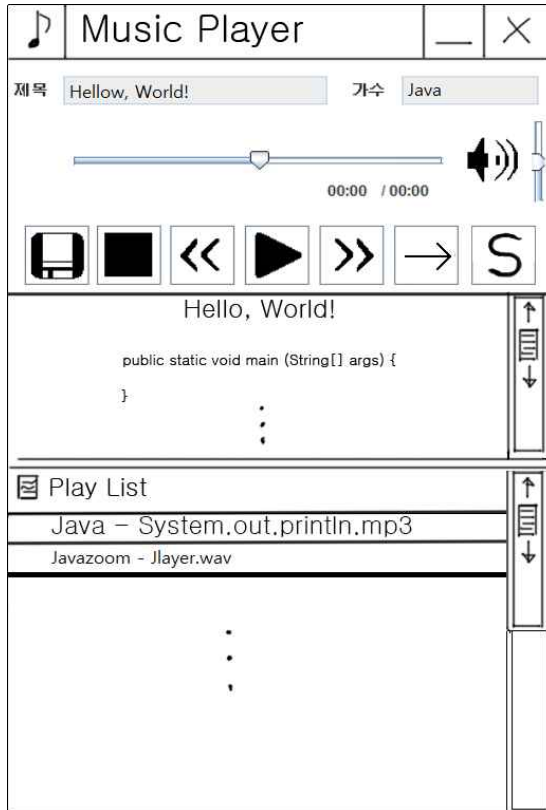 Music Player
제목 Hellow, World! 가수 Java
00:00 / 00:00
S
Hello, World!
public static void main (String[] args) {
}
Play List
Java - System.out.println.mp3
Javazoom - Jlayer.wav